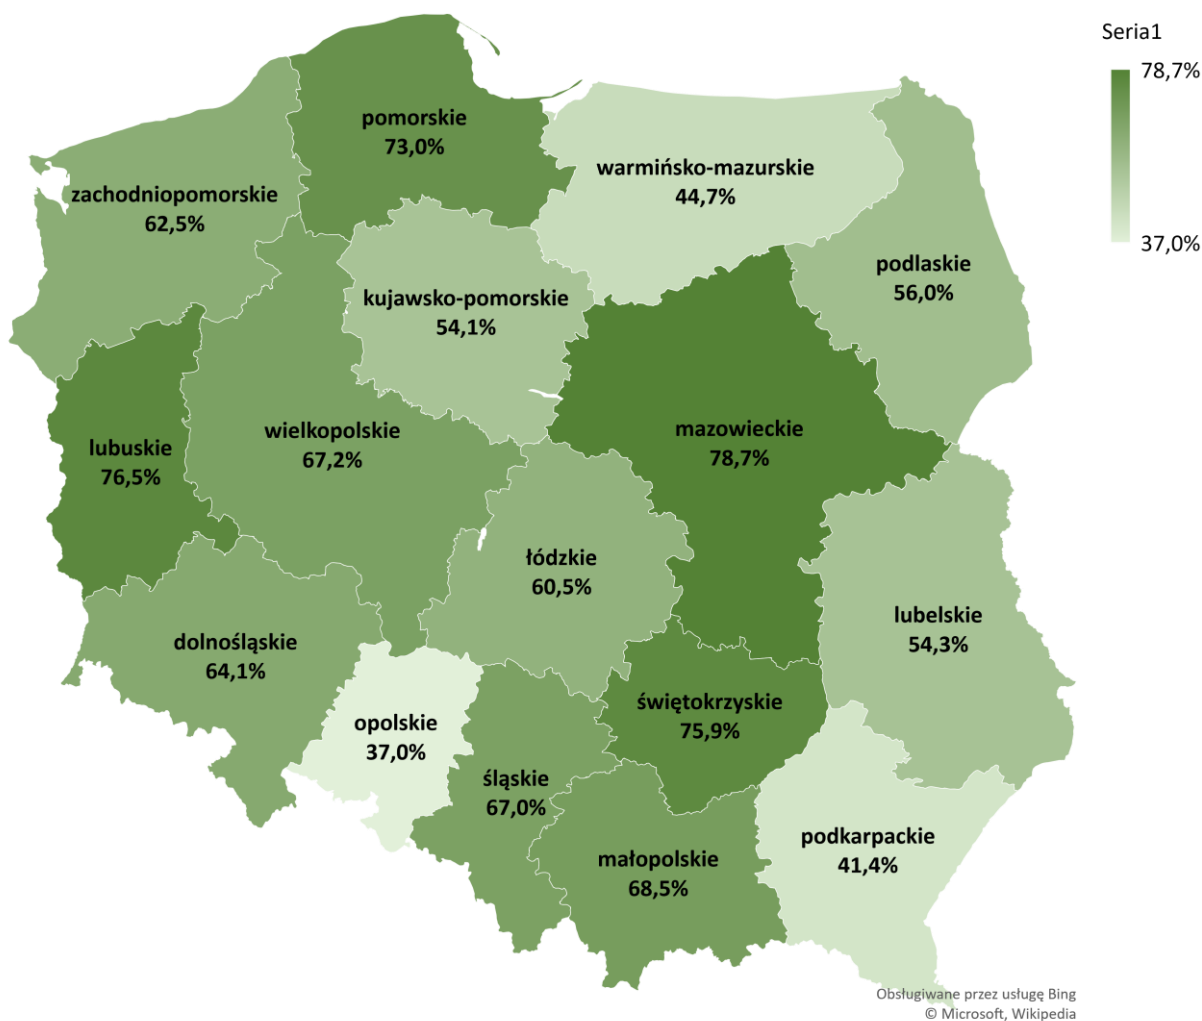 Seria1
78,7%
37,0%
pomorskie
73,0%
warmińsko-mazurskie
44,7%
zachodniopomorskie
62,5%
podlaskie
56,0%
kujawsko-pomorskie
54,1%
mazowieckie
78,7%
wielkopolskie
67,2%
lubuskie
76,5%
łódzkie
60,5%
lubelskie
54,3%
dolnośląskie
64,1%
świętokrzyskie
75,9%
opolskie
37,0%
śląskie
67,0%
podkarpackie
41,4%
małopolskie
68,5%
Obsługiwane przez usługę Bing
© Microsoft, Wikipedia